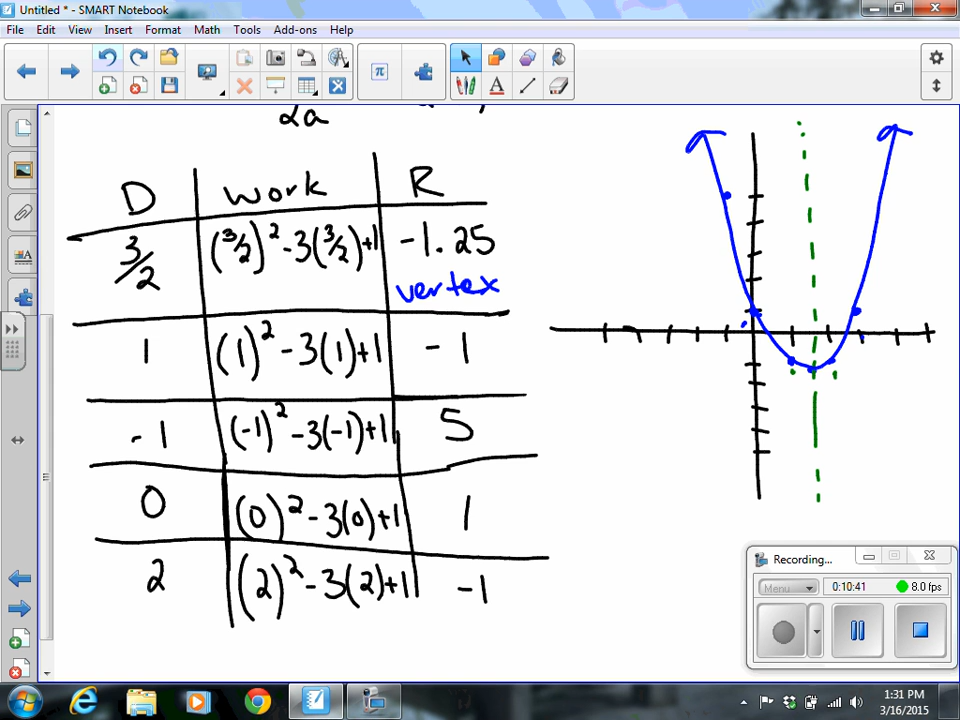 Untitled * - SMART Notebook
File Edit View Insert Format Math Tools Add-ons Help
2a
D work R
3/2 (3/2)² -3(3/2)+1 -1.25
vertex
1 (1)² -3(1)+1 -1
-1 (-1)² -3(-1)+1 5
0 (0)² -3(0)+1 1
2 (2)² -3(2)+1 -1
Recording...
Menu 0:10:41 8.0 fps
1:31 PM
3/16/2015